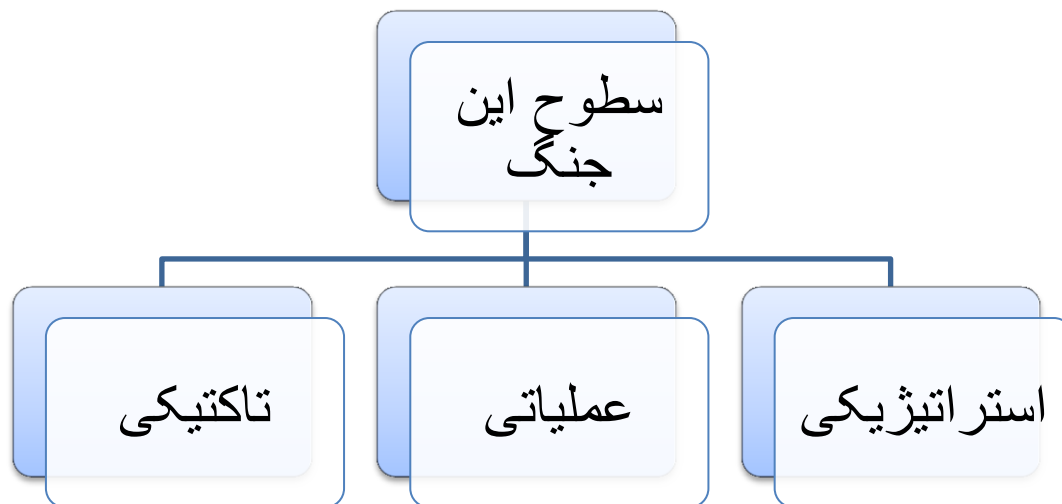 سطوح این
جنگ
استراتیژیکی
عملیاتی
تاکتیکی